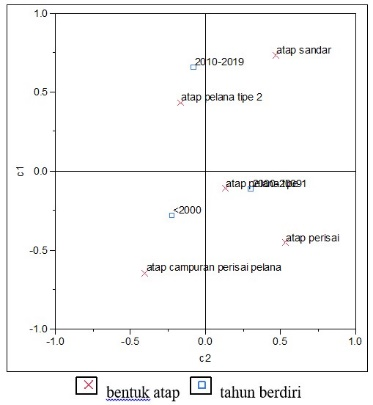 1.0
atap sandar
2010-2019
0.5
atap pelana tipe 2
c1
0.0
<2000
-0.5
atap perisai
atap campuran perisai pelana
-1.0
-1.0 -0.5 0.0 0.5 1.0
c2
bentuk atap tahun berdiri